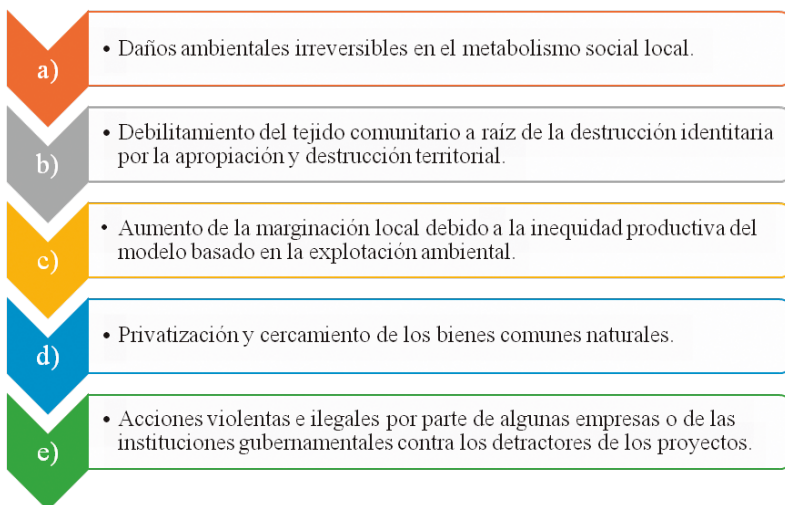 a)
• Daños ambientales irreversibles en el metabolismo social local.
b)
• Debilitamiento del tejido comunitario a raíz de la destrucción identitaria
por la apropiación y destrucción territorial.
c)
• Aumento de la marginación local debido a la inequidad productiva del
modelo basado en la explotación ambiental.
d)
• Privatización y cercamiento de los bienes comunes naturales.
e)
• Acciones violentas e ilegales por parte de algunas empresas o de las
instituciones gubernamentales contra los detractores de los proyectos.